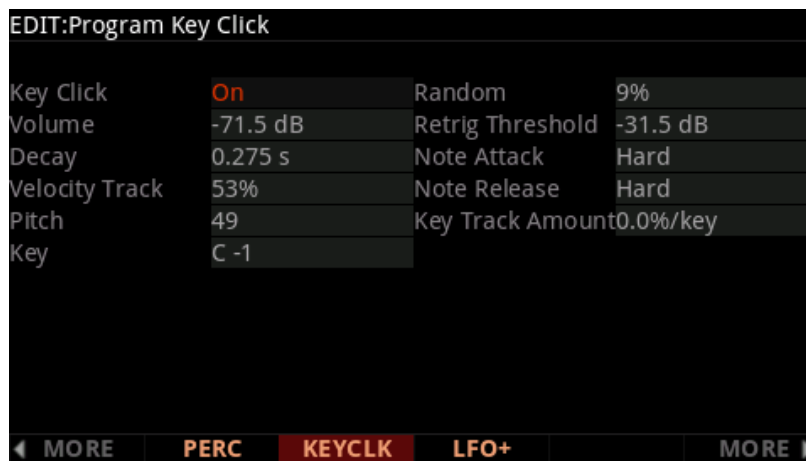 EDIT:Program Key Click
Key Click On Random 9%
Volume -71.5 dB Retrig Threshold -31.5 dB
Decay 0.275 s Note Attack Hard
Velocity Track 53% Note Release Hard
Pitch 49 Key Track Amount 0.0%/key
Key C -1
MORE PERC KEYCLK LFO+ MORE